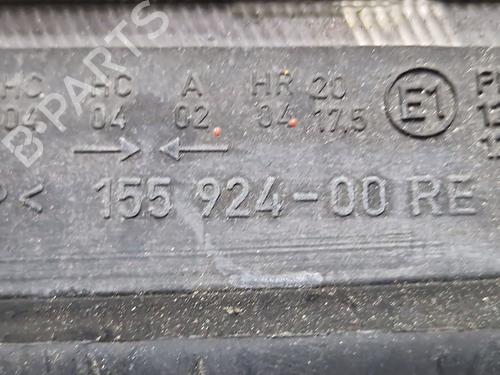 B-PARTS
HC HC A HR 20
04 04 02 04 17,5
E1
P< 155 924-00 RE